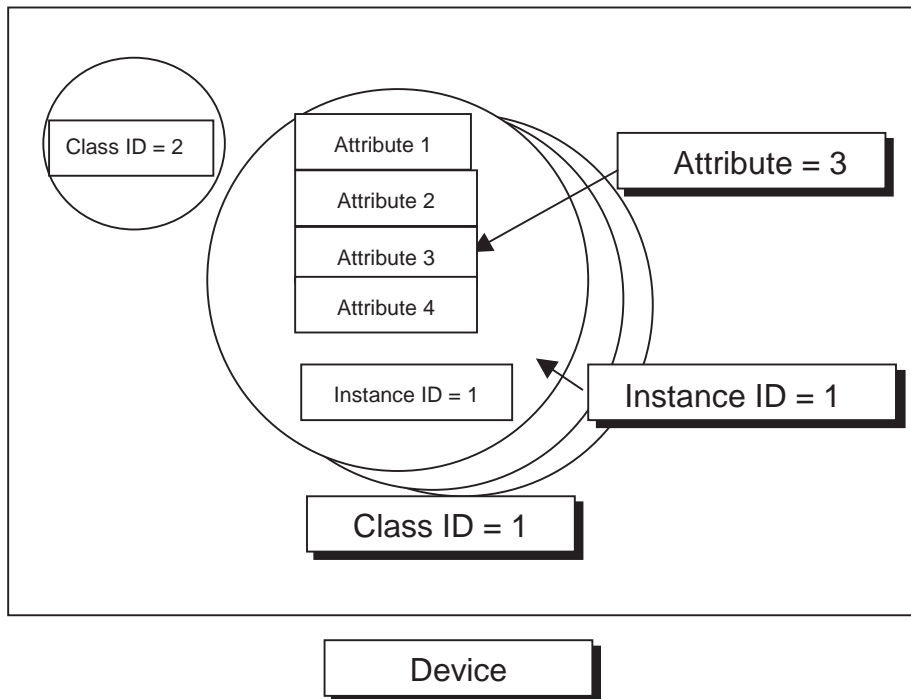 Class ID = 2
Attribute 1
Attribute = 3
Attribute 2
Attribute 3
Attribute 4
Instance ID = 1
Instance ID = 1
Class ID = 1
Device